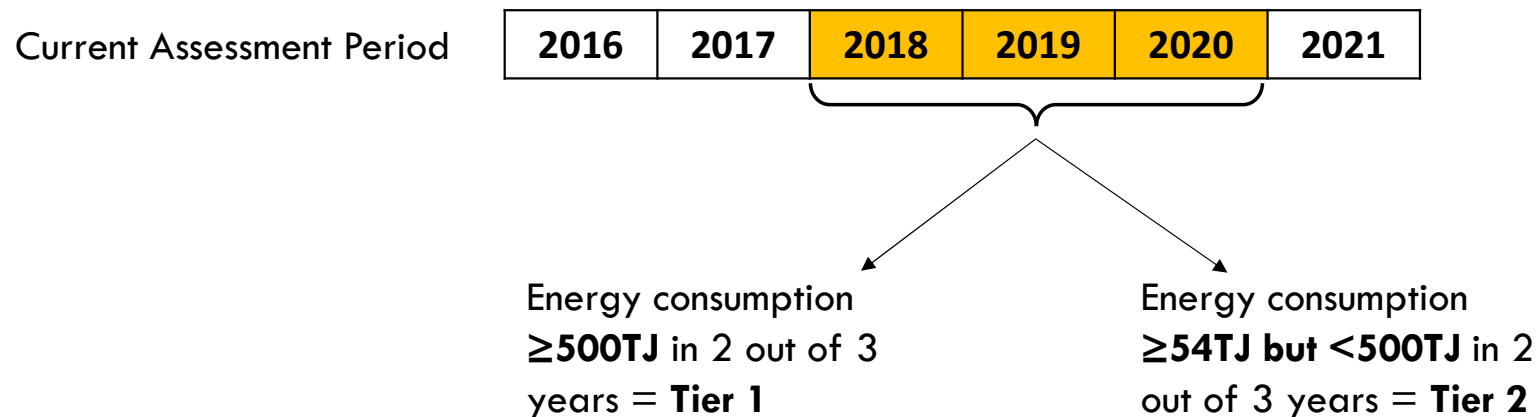 Current Assessment Period
2016 2017 2018 2019 2020 2021
Energy consumption
≥500TJ in 2 out of 3
years = Tier 1
Energy consumption
≥54TJ but <500TJ in 2
out of 3 years = Tier 2